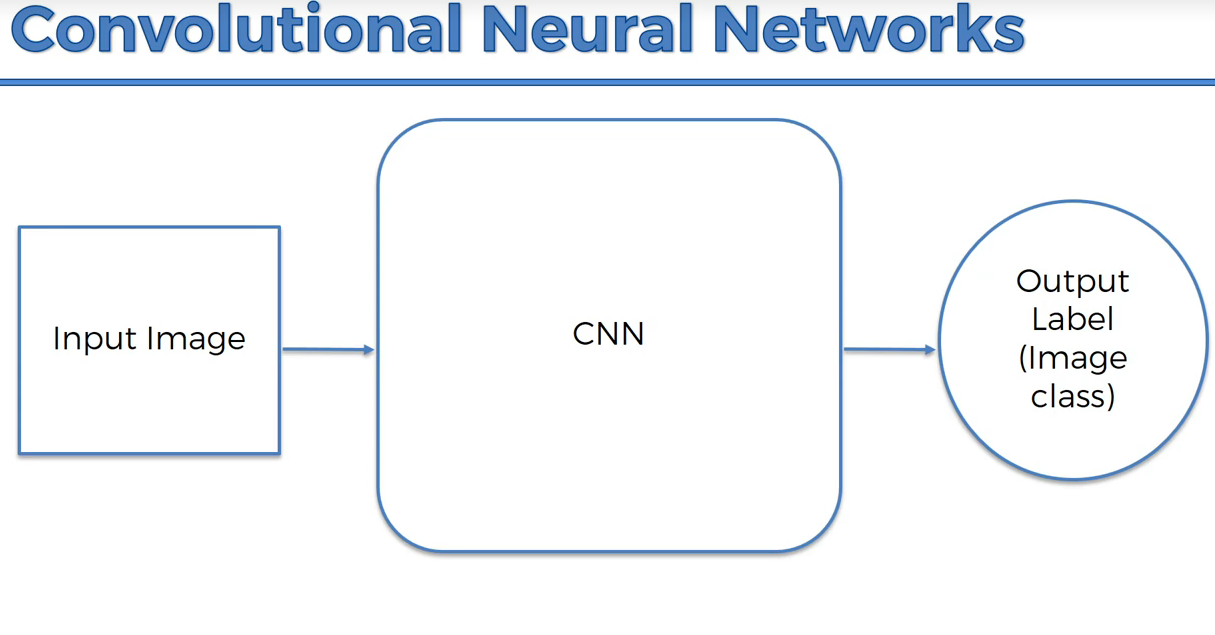 Convolutional Neural Networks
Input Image
CNN
Output
Label
(Image
class)